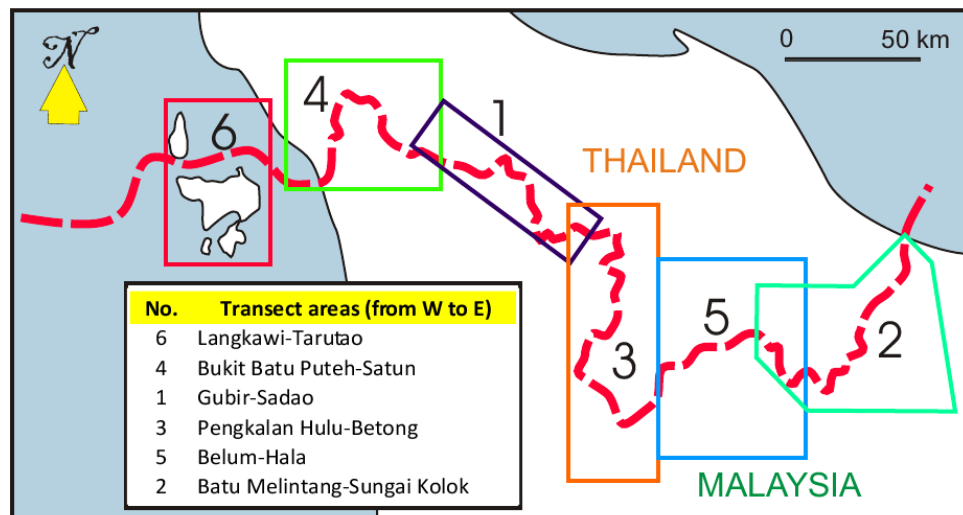 N
0 50 km
4
1
6
THAILAND
5
2
3
MALAYSIA
No. Transect areas (from W to E)
6 Langkawi-Tarutao
4 Bukit Batu Puteh-Satun
1 Gubir-Sadao
3 Pengkalan Hulu-Betong
5 Belum-Hala
2 Batu Melintang-Sungai Kolok